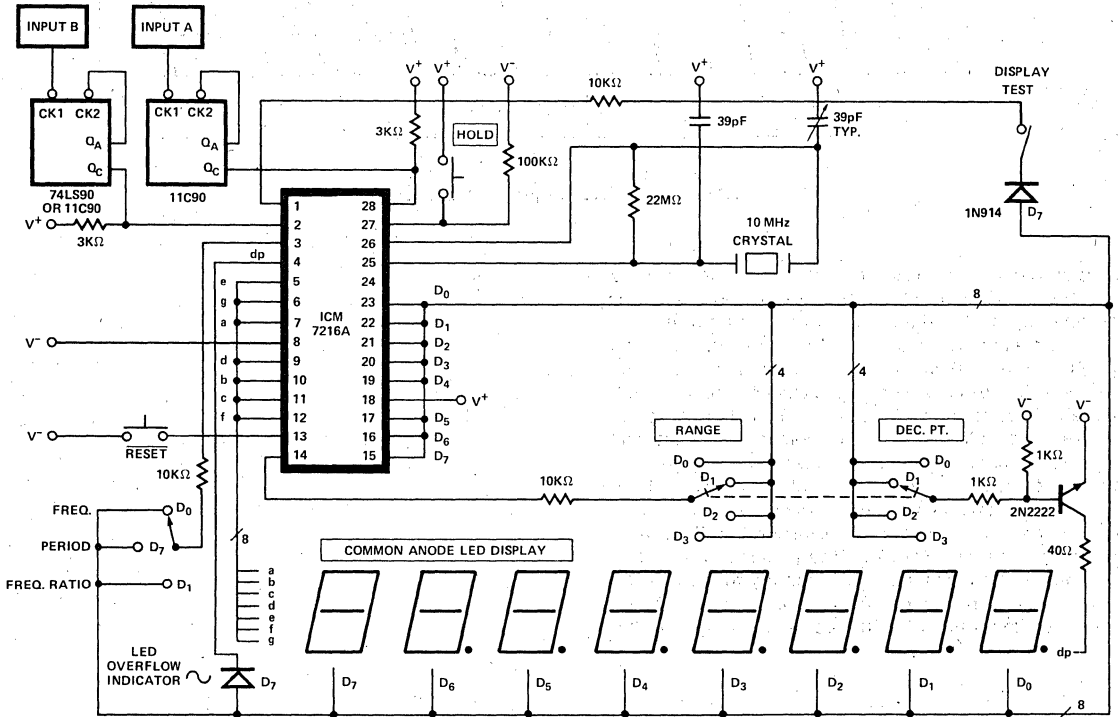 INPUT B
INPUT A
CK1 CK2
QA
QC
74LS90
OR 11C90
CK1 CK2
QA
QC
11C90
V+
3KΩ
V+
3KΩ
V+
HOLD
V-
100KΩ
10KΩ
V+
39pF
V+
39pF
TYP.
22MΩ
10 MHz
CRYSTAL
DISPLAY
TEST
1N914
D7
ICM
7216A
1
2
3
4
5
6
7
8
9
10
11
12
13
14
28
27
26
25
24
23
22
21
20
19
18
17
16
15
dp
e
g
a
V-
d
b
c
f
V-
RESET
10KΩ
D0
D1
D2
D3
D4
V+
D5
D6
D7
8
4
4
RANGE
D0
D1
D2
D3
DEC. PT.
D0
D1
D2
D3
10KΩ
1KΩ
V-
1KΩ
V-
2N2222
40Ω
dp
FREQ.
D0
PERIOD
D7
FREQ. RATIO
D1
8
COMMON ANODE LED DISPLAY
a
b
c
d
e
f
g
LED
OVERFLOW
INDICATOR
D7
D7 D6 D5 D4 D3 D2 D1 D0
8